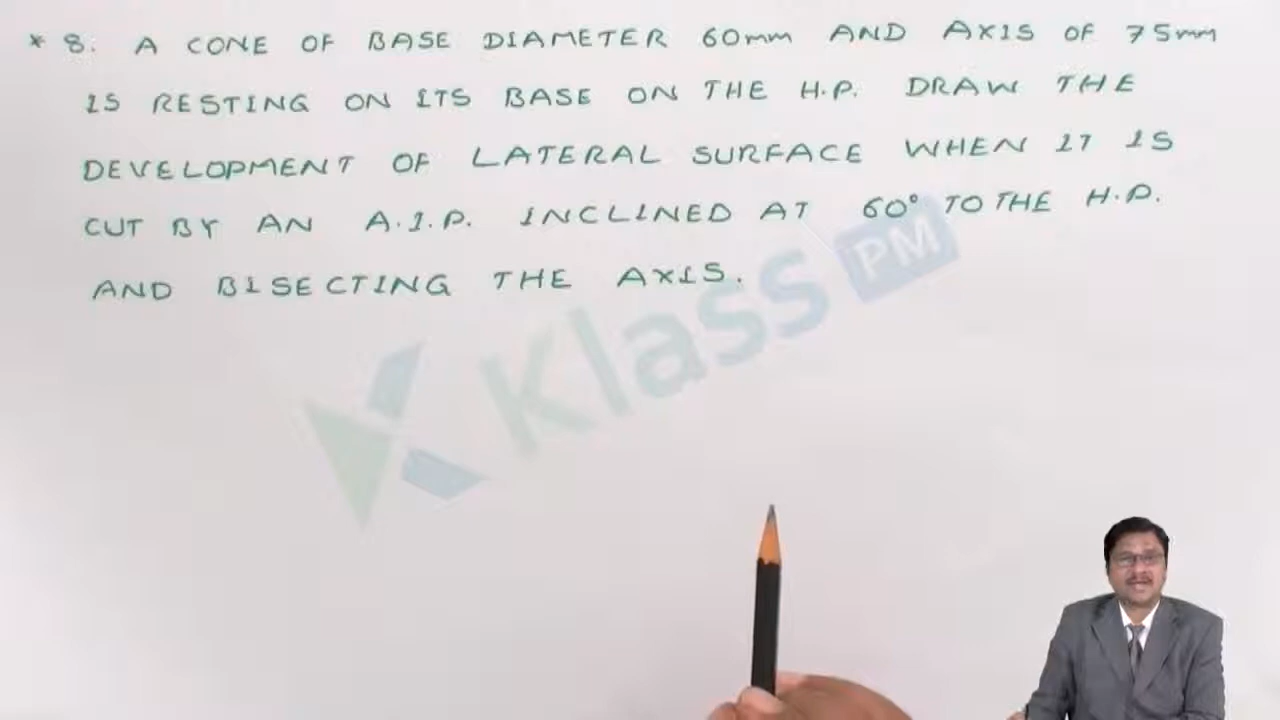 * 8. A CONE OF BASE DIAMETER 60mm AND AXIS OF 75mm
IS RESTING ON ITS BASE ON THE H.P. DRAW THE
DEVELOPMENT OF LATERAL SURFACE WHEN IT IS
CUT BY AN A.I.P. INCLINED AT 60° TO THE H.P.
AND BISECTING THE AXIS.
Klass PM